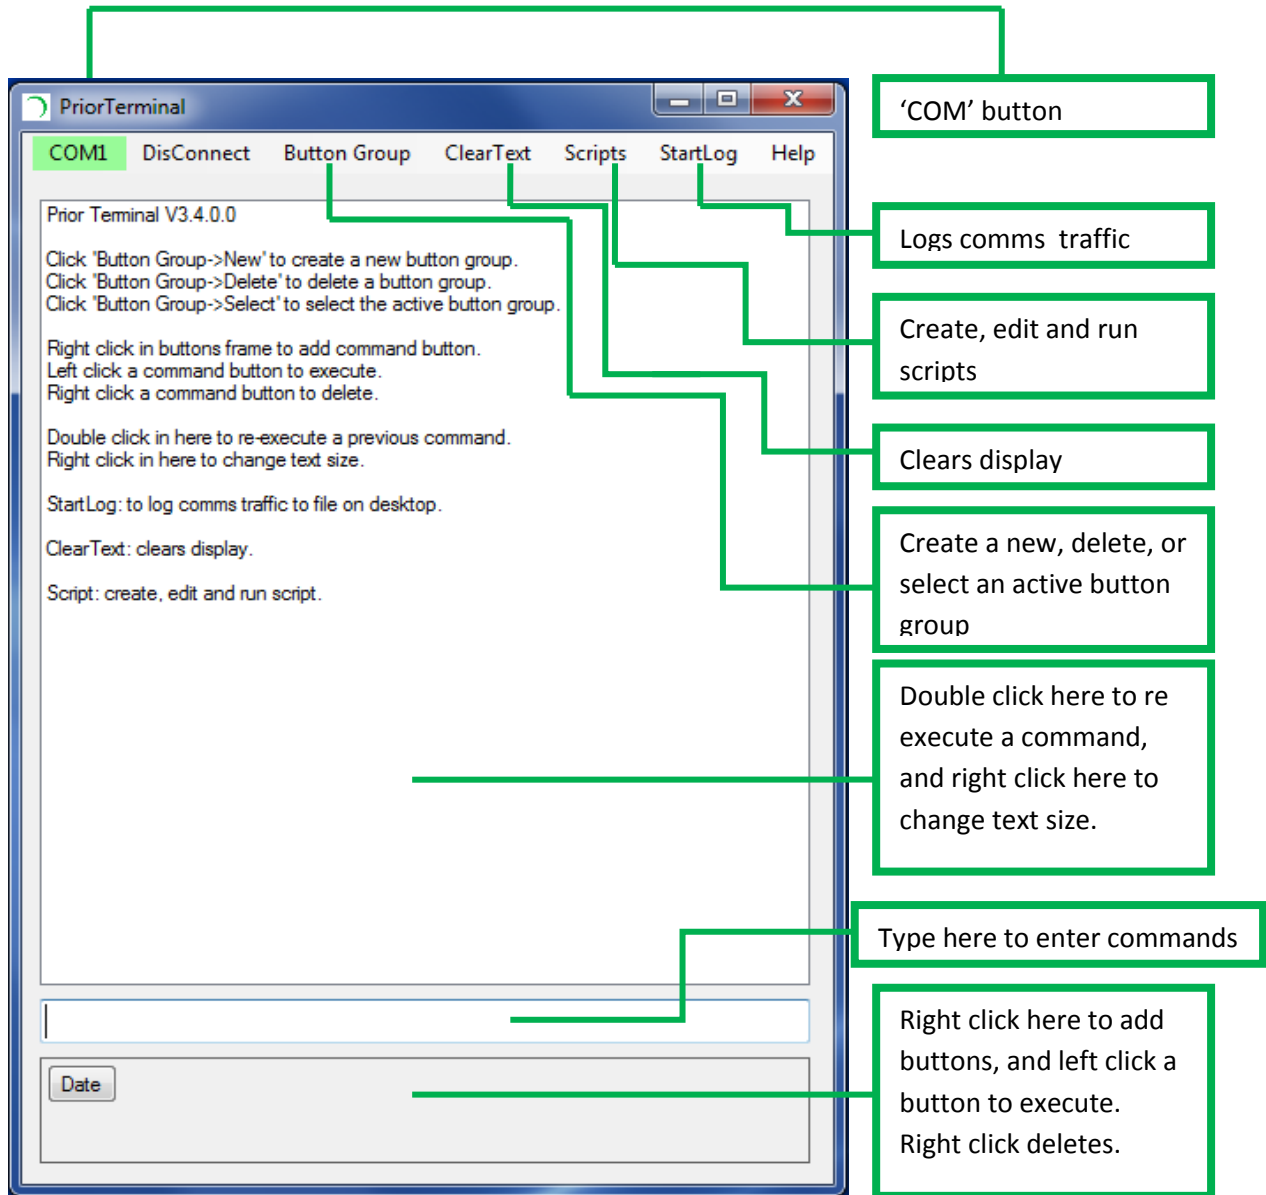 PriorTerminal
COM1 DisConnect Button Group ClearText Scripts StartLog Help
Prior Terminal V3.4.0.0
Click 'Button Group->New' to create a new button group.
Click 'Button Group->Delete' to delete a button group.
Click 'Button Group->Select' to select the active button group.
Right click in buttons frame to add command button.
Left click a command button to execute.
Right click a command button to delete.
Double click in here to re-execute a previous command.
Right click in here to change text size.
StartLog: to log comms traffic to file on desktop.
ClearText: clears display.
Script: create, edit and run script.
Date
‘COM’ button
Logs comms traffic
Create, edit and run
scripts
Clears display
Create a new, delete, or
select an active button
group
Double click here to re
execute a command,
and right click here to
change text size.
Type here to enter commands
Right click here to add
buttons, and left click a
button to execute.
Right click deletes.